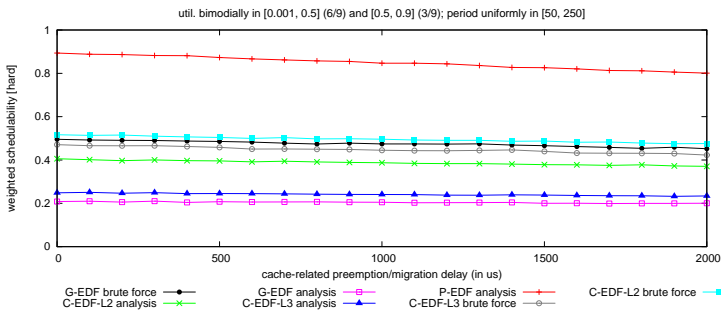 util. bimodially in [0.001, 0.5] (6/9) and [0.5, 0.9] (3/9); period uniformly in [50, 250]
weighted schedulability [hard]
1
0.8
0.6
0.4
0.2
0
0 500 1000 1500 2000
cache-related preemption/migration delay (in us)
G-EDF brute force G-EDF analysis P-EDF analysis C-EDF-L2 brute force
C-EDF-L2 analysis C-EDF-L3 analysis C-EDF-L3 brute force